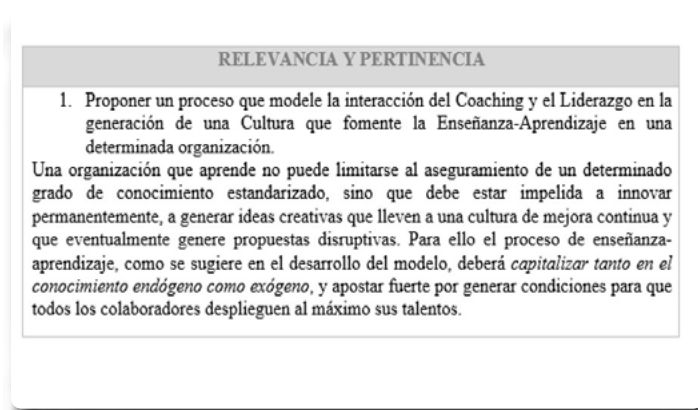 RELEVANCIA Y PERTINENCIA
1. Proponer un proceso que modele la interacción del Coaching y el Liderazgo en la
generación de una Cultura que fomente la Enseñanza-Aprendizaje en una
determinada organización.
Una organización que aprende no puede limitarse al aseguramiento de un determinado
grado de conocimiento estandarizado, sino que debe estar impelida a innovar
permanentemente, a generar ideas creativas que lleven a una cultura de mejora continua y
que eventualmente genere propuestas disruptivas. Para ello el proceso de enseñanza-
aprendizaje, como se sugiere en el desarrollo del modelo, deberá capitalizar tanto en el
conocimiento endógeno como exógeno, y apostar fuerte por generar condiciones para que
todos los colaboradores desplieguen al máximo sus talentos.